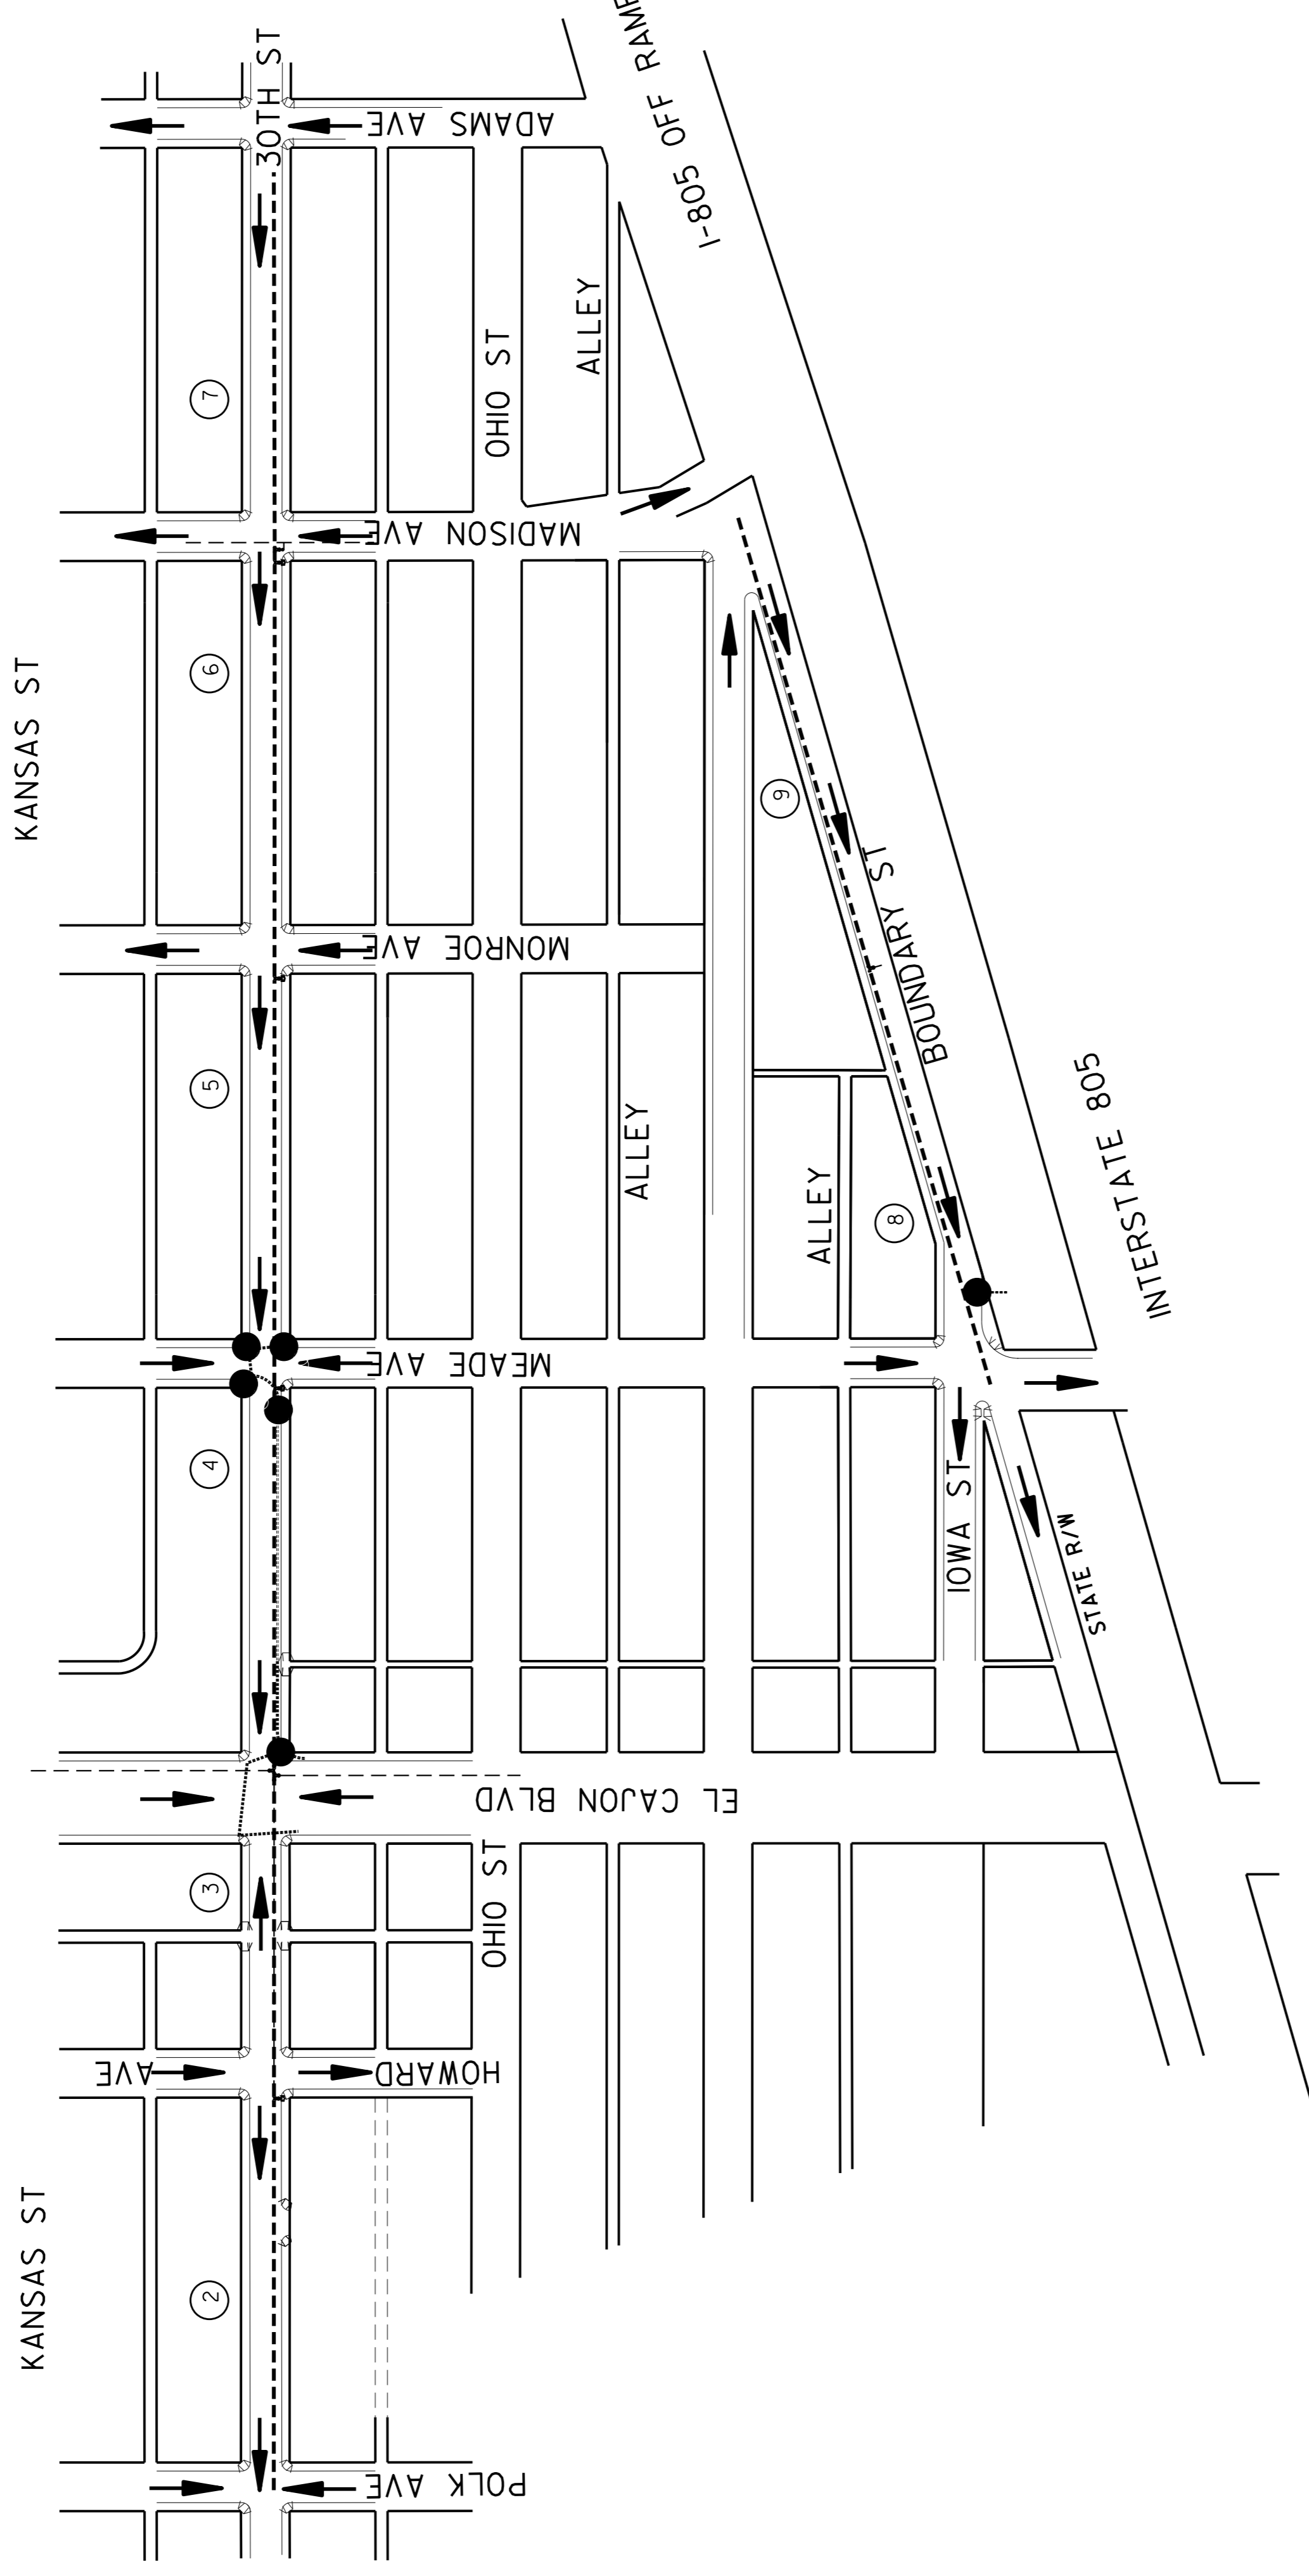 30TH ST
I-805 OFF RAMP
ADAMS AVE
ALLEY
OHIO ST
7
MADISON AVE
KANSAS ST
6
9
BOUNDARY ST
MONROE AVE
5
ALLEY
ALLEY
8
INTERSTATE 805
MEADE AVE
4
IOWA ST
STATE R/W
EL CAJON BLVD
3
OHIO ST
HOWARD AVE
KANSAS ST
2
POLK AVE